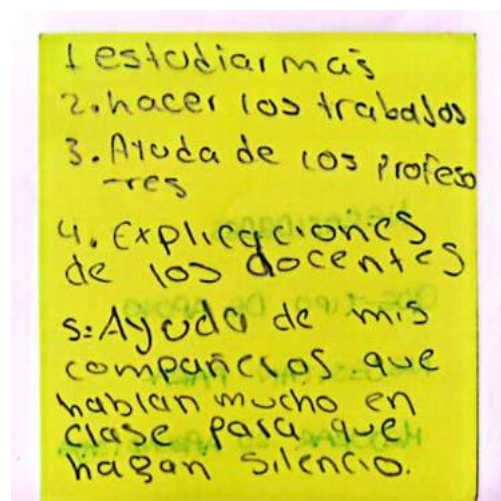 1 estudiar mas
2. hacer los trabajos
3. Ayuda de los profeso
-res
4. Explicaciones
de los docentes
5: Ayuda de mis
compañeros que
hablan mucho en
clase para que
hagan silencio.